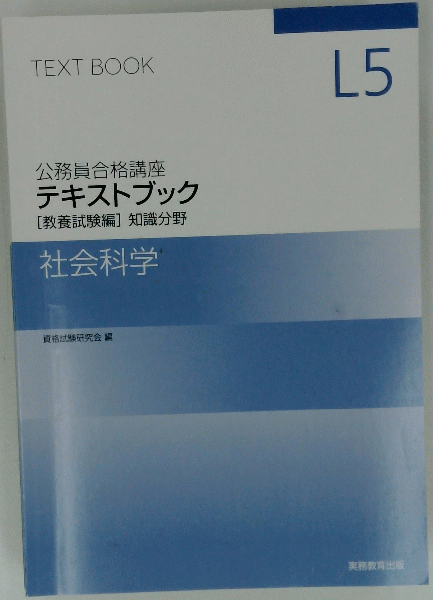 TEXT BOOK
L5
公務員合格講座
テキストブック
[教養試験編] 知識分野
社会科学
資格試験研究会 編
実務教育出版